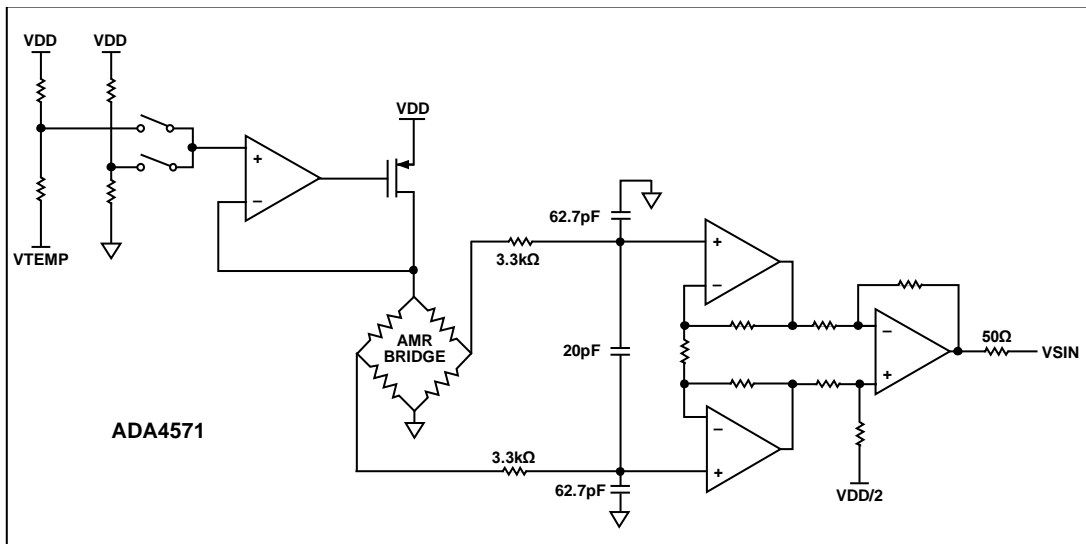 VDD
VDD
VDD
VTEMP
62.7pF
3.3kΩ
AMR
BRIDGE
20pF
50Ω
VSIN
ADA4571
3.3kΩ
62.7pF
VDD/2
+
−
+
−
−
+
−
+